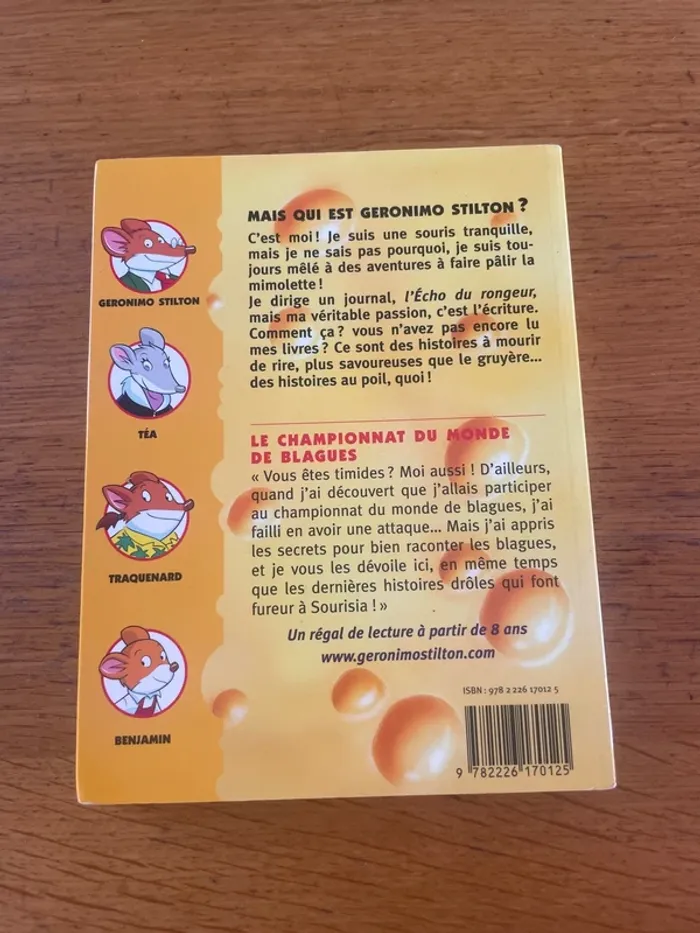 GERONIMO STILTON
TÉA
TRAQUENARD
BENJAMIN
MAIS QUI EST GERONIMO STILTON ?
C'est moi ! Je suis une souris tranquille,
mais je ne sais pas pourquoi, je suis tou-
jours mêlé à des aventures à faire pâlir la
mimolette !
Je dirige un journal, l'Écho du rongeur,
mais ma véritable passion, c'est l'écriture.
Comment ça ? vous n'avez pas encore lu
mes livres ? Ce sont des histoires à mourir
de rire, plus savoureuses que le gruyère...
des histoires au poil, quoi !
LE CHAMPIONNAT DU MONDE
DE BLAGUES
« Vous êtes timides ? Moi aussi ! D'ailleurs,
quand j'ai découvert que j'allais participer
au championnat du monde de blagues, j'ai
failli en avoir une attaque... Mais j'ai appris
les secrets pour bien raconter les blagues,
et je vous les dévoile ici, en même temps
que les dernières histoires drôles qui font
fureur à Sourisia ! »
Un régal de lecture à partir de 8 ans
www.geronimostilton.com
ISBN : 978 2 226 17012 5
9 782226 170125